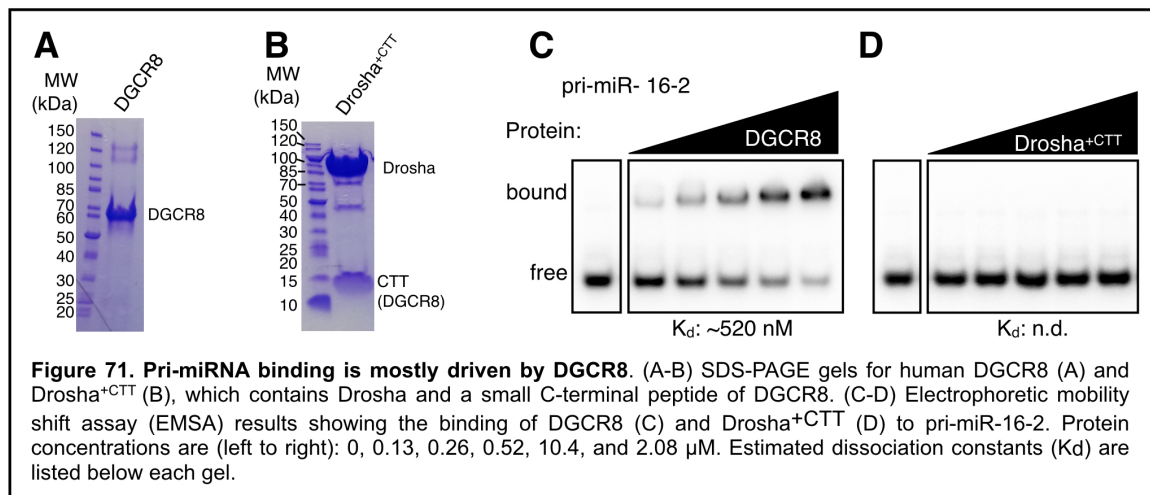 A
MW
(kDa)
DGCR8
150
120
100
85
70
60
50
40
30
25
20
DGCR8
B
MW
(kDa)
Drosha+CTT
150
120
100
85
70
50
40
30
25
20
15
10
Drosha
CTT
(DGCR8)
C
pri-miR- 16-2
Protein:
DGCR8
bound
free
Kd: ~520 nM
D
Drosha+CTT
Kd: n.d.
Figure 71. Pri-miRNA binding is mostly driven by DGCR8. (A-B) SDS-PAGE gels for human DGCR8 (A) and
Drosha+CTT (B), which contains Drosha and a small C-terminal peptide of DGCR8. (C-D) Electrophoretic mobility
shift assay (EMSA) results showing the binding of DGCR8 (C) and Drosha+CTT (D) to pri-miR-16-2. Protein
concentrations are (left to right): 0, 0.13, 0.26, 0.52, 10.4, and 2.08 µM. Estimated dissociation constants (Kd) are
listed below each gel.